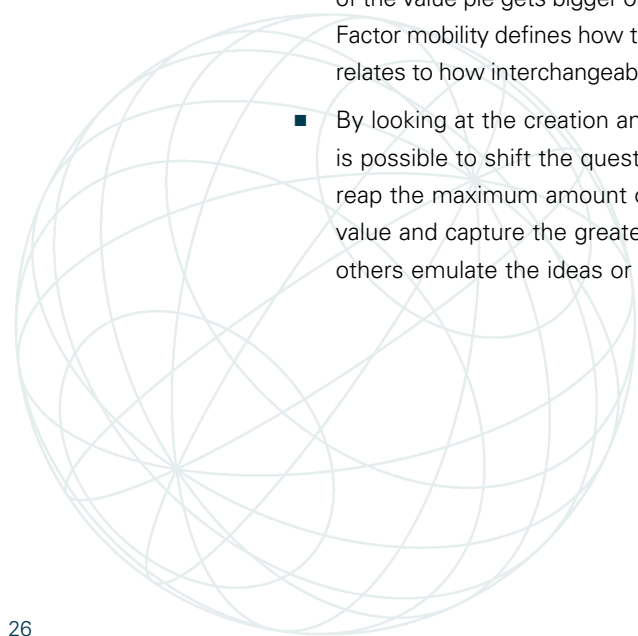 of the value pie gets bigger o
Factor mobility defines how t
relates to how interchangeab
■ By looking at the creation an
is possible to shift the quest
reap the maximum amount o
value and capture the greate
others emulate the ideas or
26